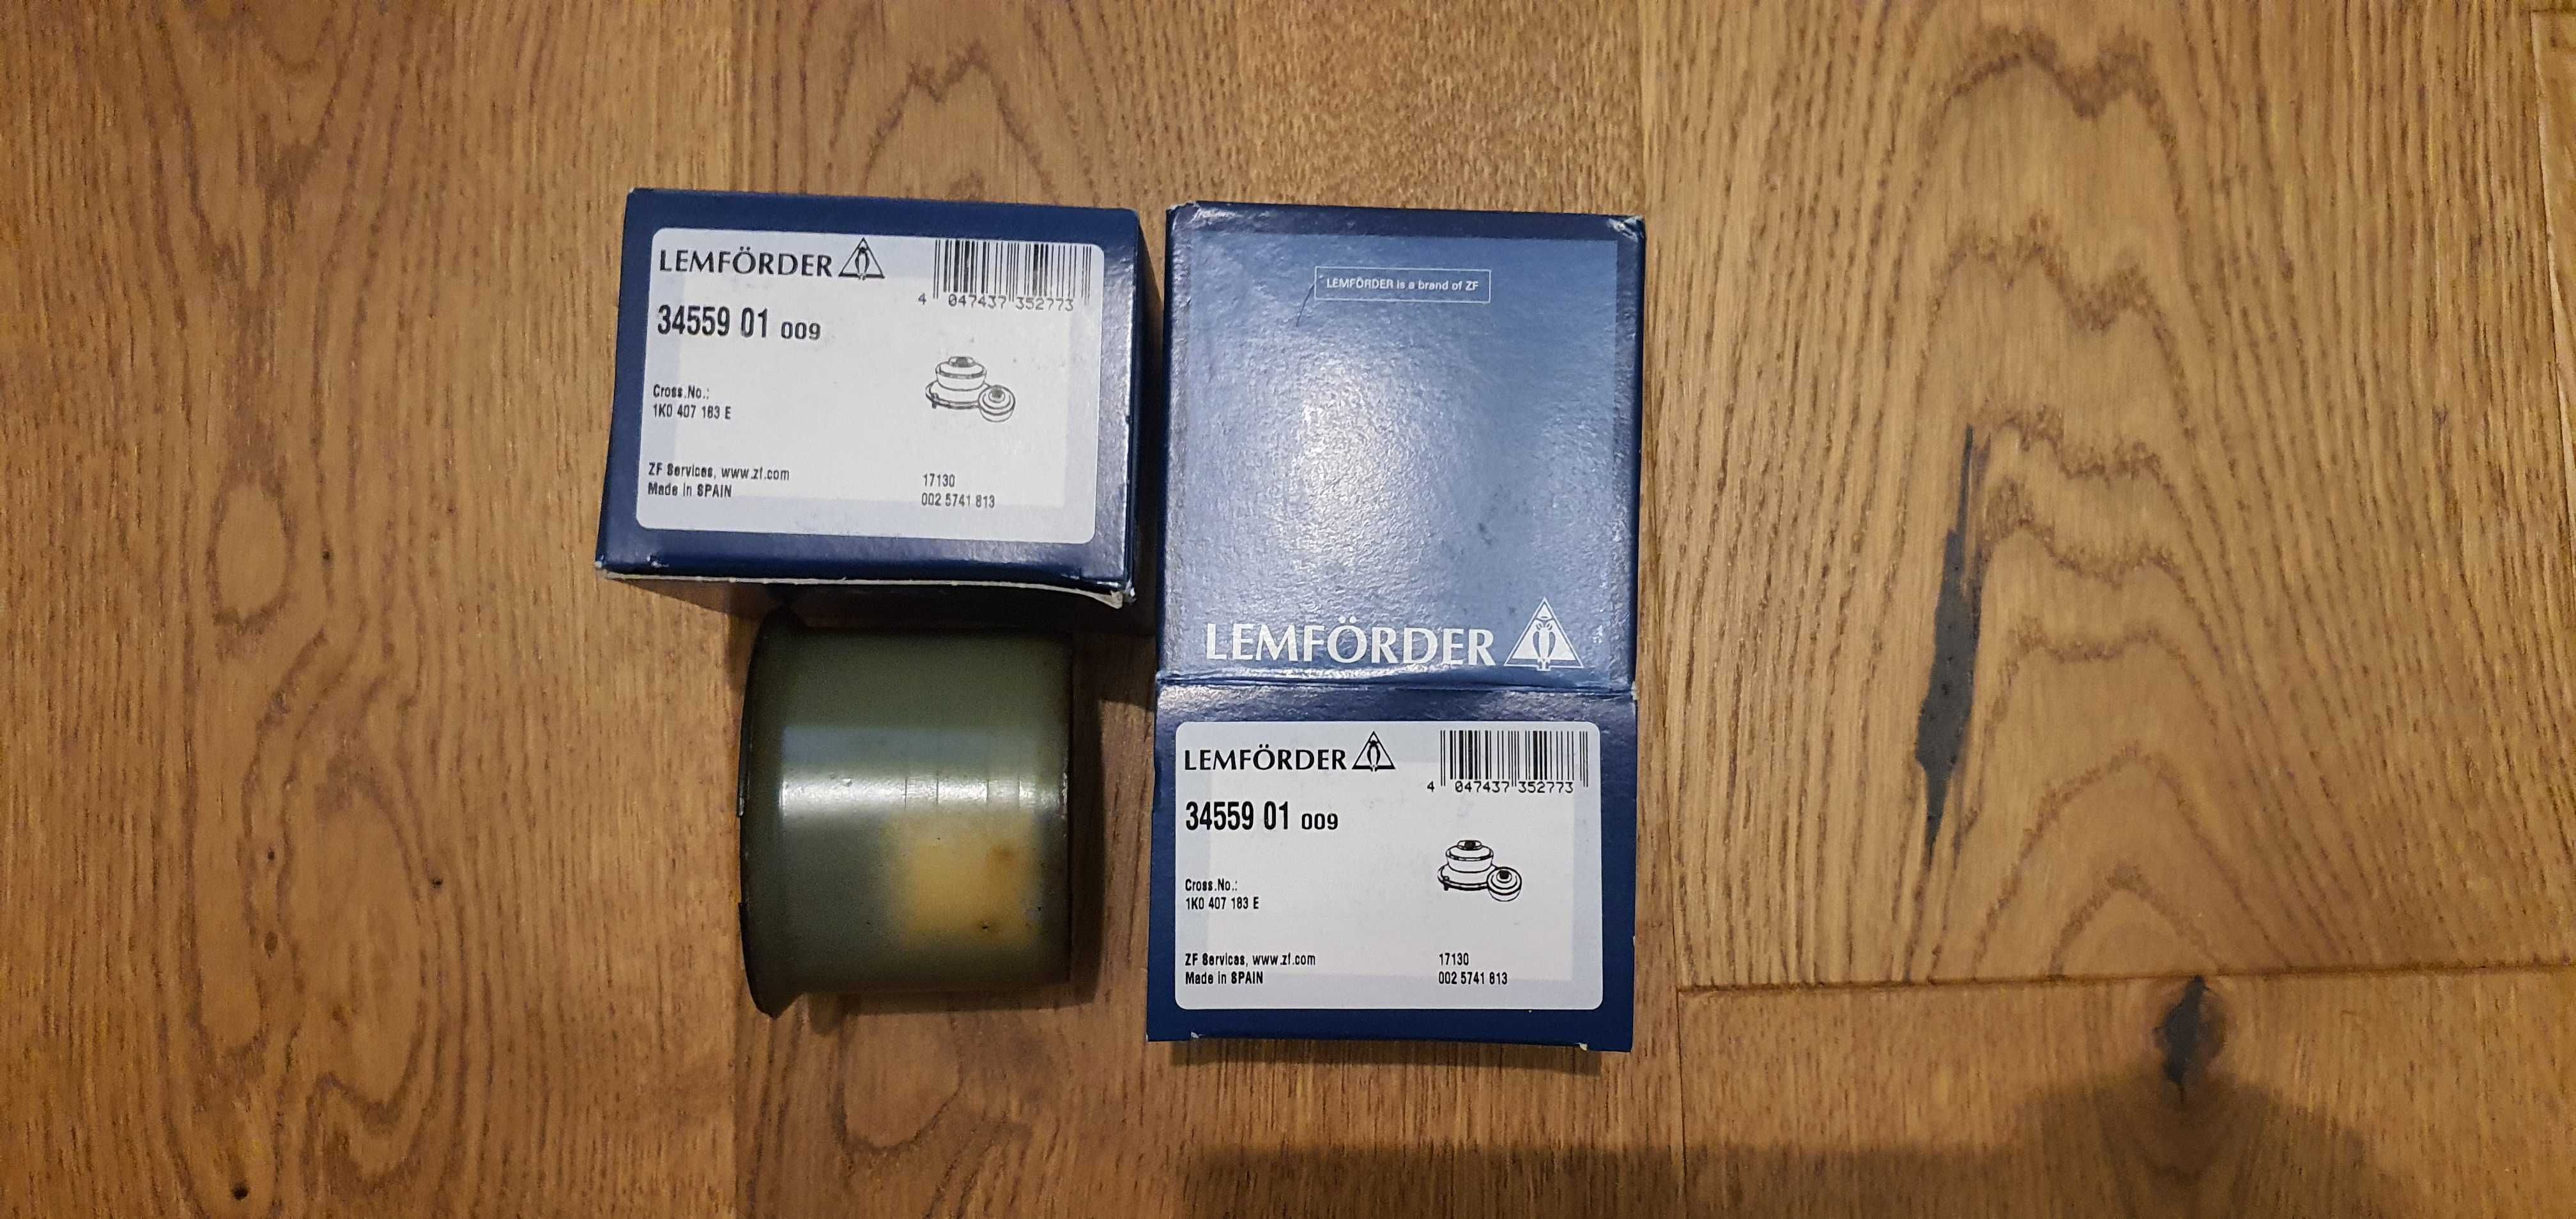 LEMFÖRDER
4 047437 352773
34559 01 009
Cross.No.:
1K0 407 183 E
ZF Services, www.zf.com
Made in SPAIN
17130
002 5741 813
LEMFÖRDER is a brand of ZF
LEMFÖRDER
LEMFÖRDER
4 047437 352773
34559 01 009
Cross.No.:
1K0 407 183 E
ZF Services, www.zf.com
Made in SPAIN
17130
002 5741 813